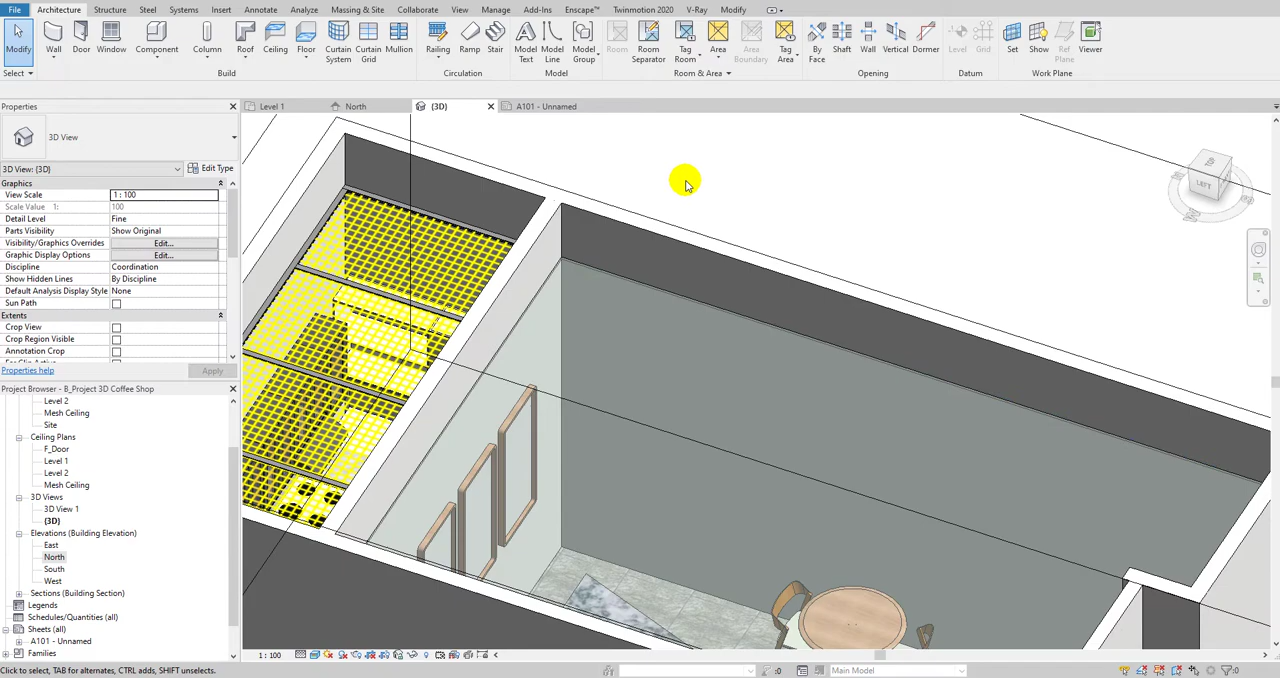 File Architecture Structure Steel Systems Insert Annotate Analyze Massing & Site Collaborate View Manage Add-Ins Enscape™ Twinmotion 2020 V-Ray Modify
Modify Wall Door Window Component Column Roof Ceiling Floor Curtain System Curtain Grid Mullion Railing Ramp Stair Model Text Model Line Model Group Room Room Separator Tag Room Area Area Boundary Tag Area By Face Shaft Wall Vertical Dormer Level Grid Set Show Ref Plane Viewer
Select Build Circulation Model Room & Area Opening Datum Work Plane
Properties
Level 1 North (3D) A101 - Unnamed
3D View
3D View: (3D) Edit Type
Graphics
View Scale 1 : 100
Scale Value 1: 100
Detail Level Fine
Parts Visibility Show Original
Visibility/Graphics Overrides Edit...
Graphic Display Options Edit...
Discipline Coordination
Show Hidden Lines By Discipline
Default Analysis Display Style None
Sun Path
Extents
Crop View
Crop Region Visible
Annotation Crop
Properties help Apply
Project Browser - B_Project 3D Coffee Shop
Level 2
Mesh Ceiling
Site
Ceiling Plans
F_Door
Level 1
Level 2
Mesh Ceiling
3D Views
3D View 1
(3D)
Elevations (Building Elevation)
East
North
South
West
Sections (Building Section)
Legends
Schedules/Quantities (all)
Sheets (all)
A101 - Unnamed
Families
TOP
LEFT
1 : 100
Click to select, TAB for alternates, CTRL adds, SHIFT unselects.
:0
Main Model
:0